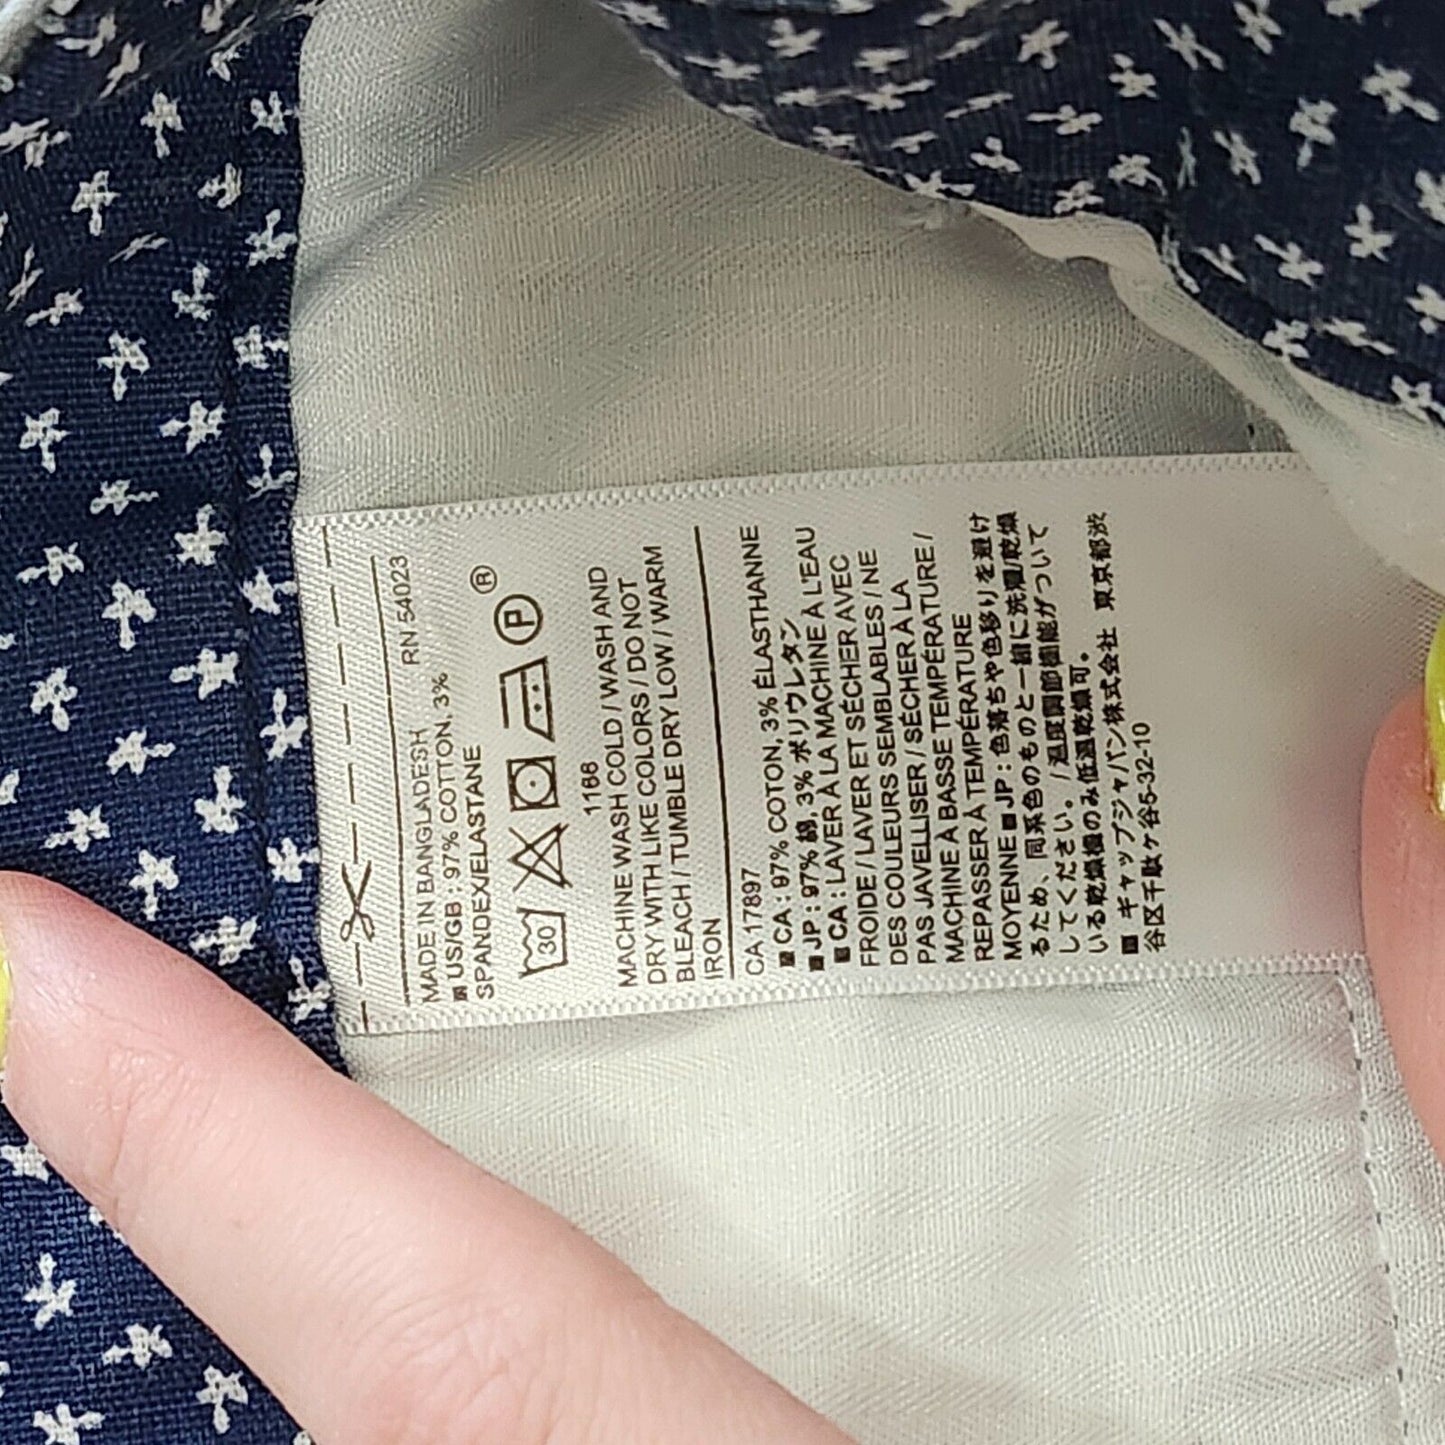 MADE IN BANGLADESH RN 54023
US/GB : 97% COTTON, 3%
SPANDEX/ELASTANE
®
30 P
1166
MACHINE WASH COLD / WASH AND
DRY WITH LIKE COLORS / DO NOT
BLEACH / TUMBLE DRY LOW / WARM
IRON
CA 17897
■ CA : 97% COTON, 3% ÉLASTHANNE
■ JP : 97% 綿, 3% ポリウレタン
■ CA : LAVER À LA MACHINE À L'EAU
FROIDE / LAVER ET SÉCHER AVEC
DES COULEURS SEMBLABLES / NE
PAS JAVELLISER / SÉCHER À LA
MACHINE À BASSE TEMPÉRATURE /
REPASSER À TEMPÉRATURE
MOYENNE ■ JP : 色落ちや色移りを避け
るため、同系色のものと一緒に洗濯/乾燥
してください。/ 温度調節機能がついて
いる乾燥機のみ低温乾燥可。
■ ギャップジャパン株式会社 東京都渋
谷区千駄ヶ谷5-32-10